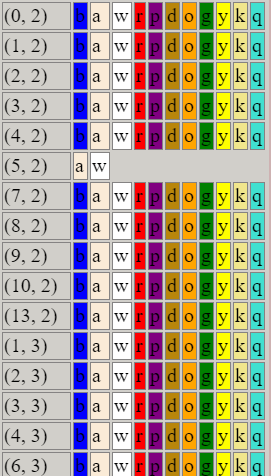 (0, 2) b a w r p d o g y k q
(1, 2) b a w r p d o g y k q
(2, 2) b a w r p d o g y k q
(3, 2) b a w r p d o g y k q
(4, 2) b a w r p d o g y k q
(5, 2) a w
(7, 2) b a w r p d o g y k q
(8, 2) b a w r p d o g y k q
(9, 2) b a w r p d o g y k q
(10, 2) b a w r p d o g y k q
(13, 2) b a w r p d o g y k q
(1, 3) b a w r p d o g y k q
(2, 3) b a w r p d o g y k q
(3, 3) b a w r p d o g y k q
(4, 3) b a w r p d o g y k q
(6, 3) b a w r p d o g y k q